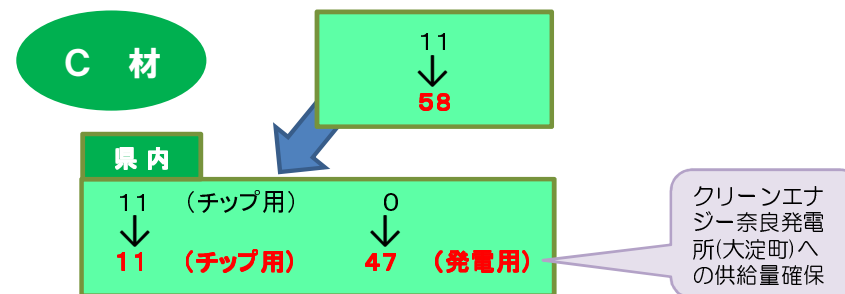 C 材
11
↓
58
県内
11 (チップ用) 0
↓ ↓
11 (チップ用) 47 (発電用)
クリーンエナ
ジー奈良発電
所(大淀町)へ
の供給量確保